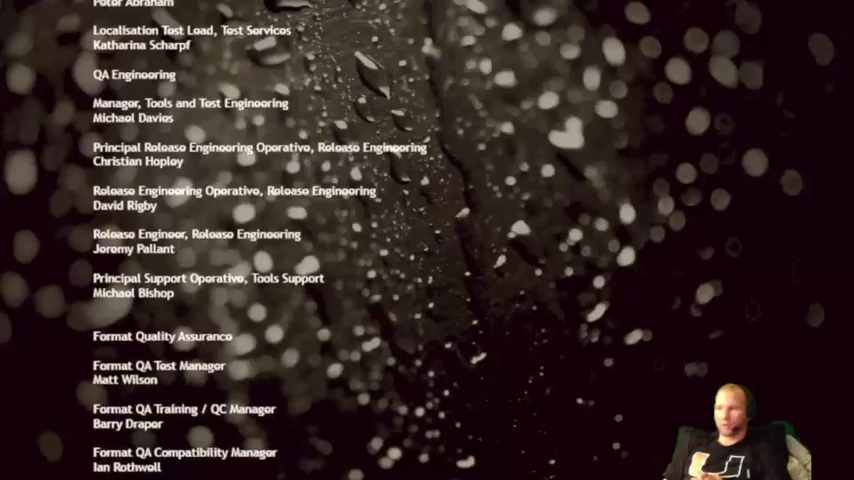 Peter Abraham
Localisation Test Lead, Test Services
Katharina Scharpf
QA Engineering
Manager, Tools and Test Engineering
Michael Davies
Principal Release Engineering Operative, Release Engineering
Christian Hopley
Release Engineering Operative, Release Engineering
David Rigby
Release Engineer, Release Engineering
Jeremy Pallant
Principal Support Operative, Tools Support
Michael Bishop
Format Quality Assurance
Format QA Test Manager
Matt Wilson
Format QA Training / QC Manager
Barry Draper
Format QA Compatibility Manager
Ian Rothwell